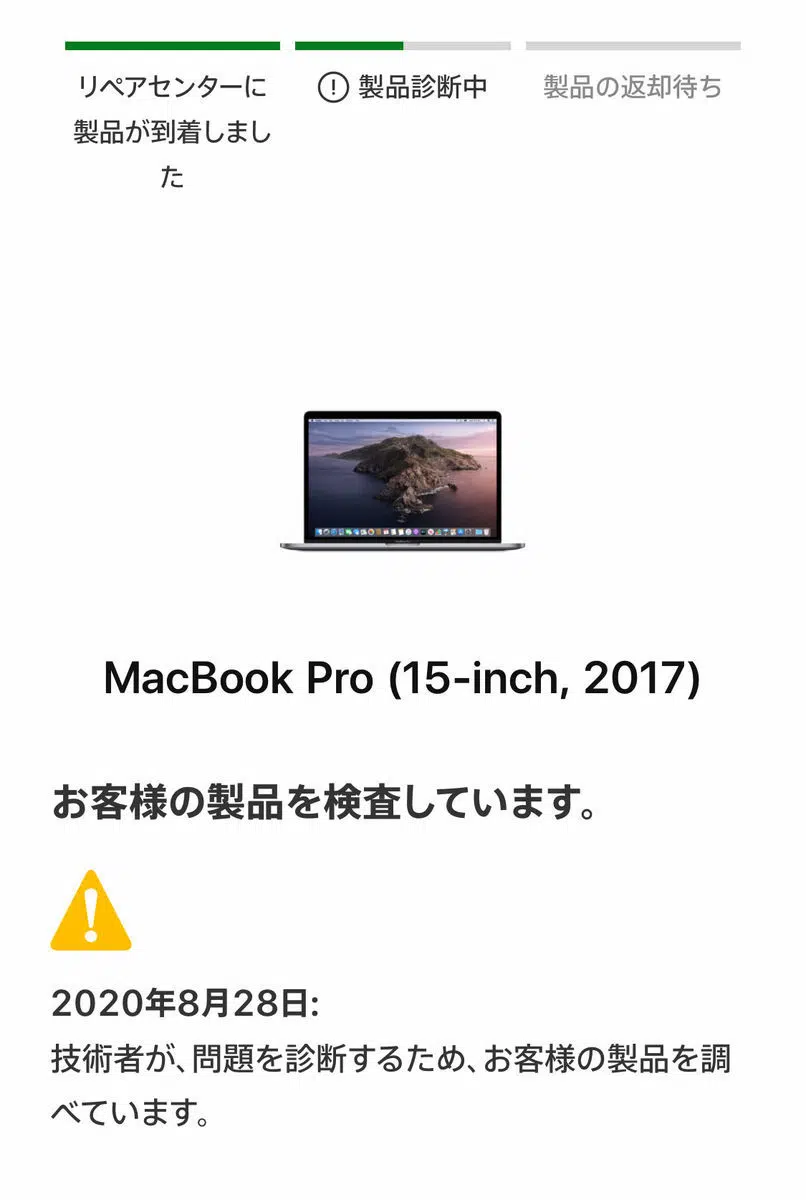 リペアセンターに
製品が到着しまし
た
製品診断中
製品の返却待ち
MacBook Pro (15-inch, 2017)
お客様の製品を検査しています。
2020年8月28日:
技術者が、問題を診断するため、お客様の製品を調
べています。